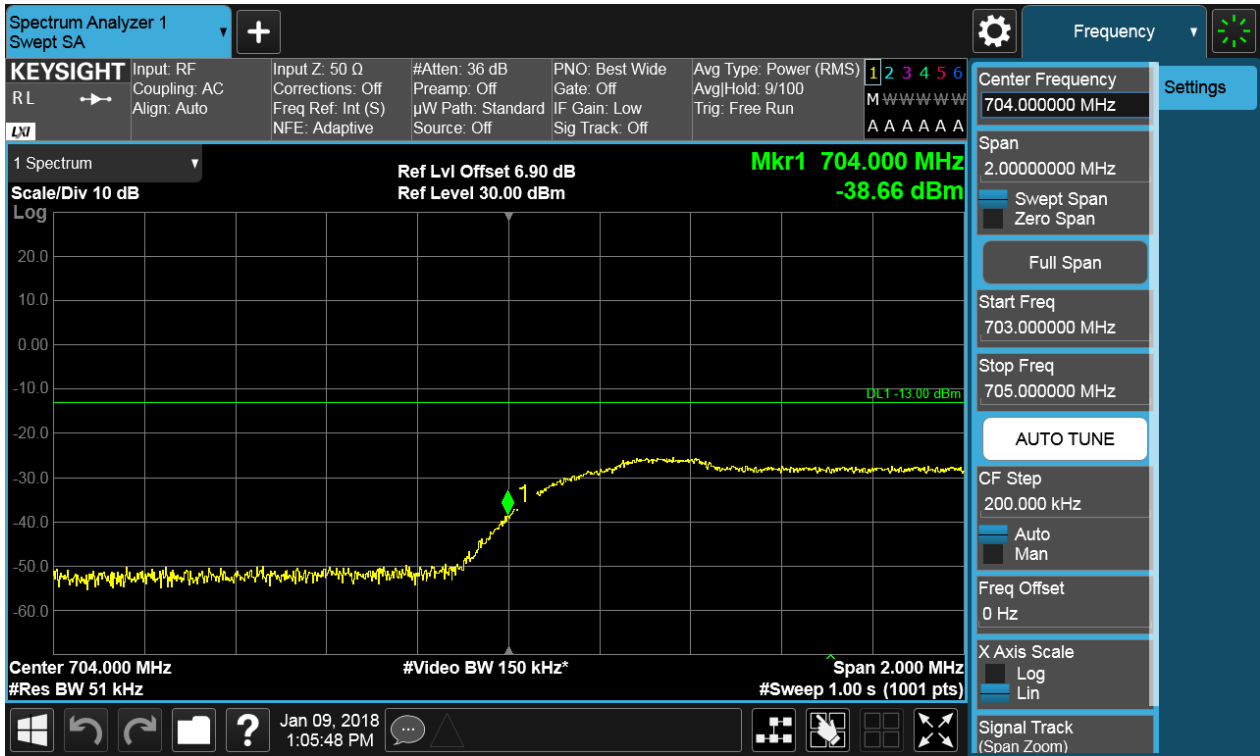 Spectrum Analyzer 1
Swept SA
+
Frequency
KEYSIGHT
RL
LXI
Input: RF
Coupling: AC
Align: Auto
Input Z: 50 Ω
Corrections: Off
Freq Ref: Int (S)
NFE: Adaptive
#Atten: 36 dB
Preamp: Off
µW Path: Standard
Source: Off
PNO: Best Wide
Gate: Off
IF Gain: Low
Sig Track: Off
Avg Type: Power (RMS)
Avg|Hold: 9/100
Trig: Free Run
1 2 3 4 5 6
M W W W W W
A A A A A A
1 Spectrum
Scale/Div 10 dB
Log
Ref Lvl Offset 6.90 dB
Ref Level 30.00 dBm
Mkr1 704.000 MHz
-38.66 dBm
20.0
10.0
0.00
-10.0
DL1 -13.00 dBm
-20.0
-30.0
1
-40.0
-50.0
-60.0
Center 704.000 MHz
#Video BW 150 kHz*
Span 2.000 MHz
#Res BW 51 kHz
#Sweep 1.00 s (1001 pts)
?
Jan 09, 2018
1:05:48 PM
Center Frequency
704.000000 MHz
Span
2.00000000 MHz
Swept Span
Zero Span
Full Span
Start Freq
703.000000 MHz
Stop Freq
705.000000 MHz
AUTO TUNE
CF Step
200.000 kHz
Auto
Man
Freq Offset
0 Hz
X Axis Scale
Log
Lin
Signal Track
(Span Zoom)
Settings